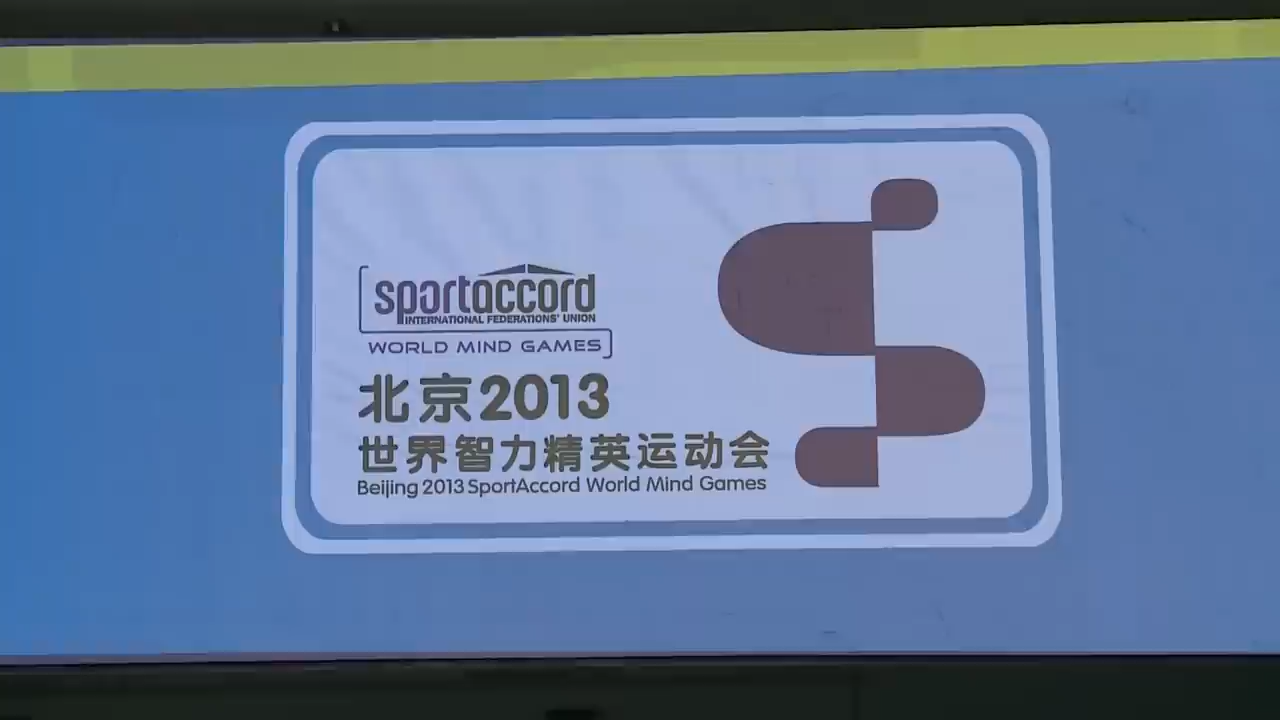 sportaccord
INTERNATIONAL FEDERATIONS' UNION
WORLD MIND GAMES
北京2013
世界智力精英运动会
Beijing 2013 SportAccord World Mind Games